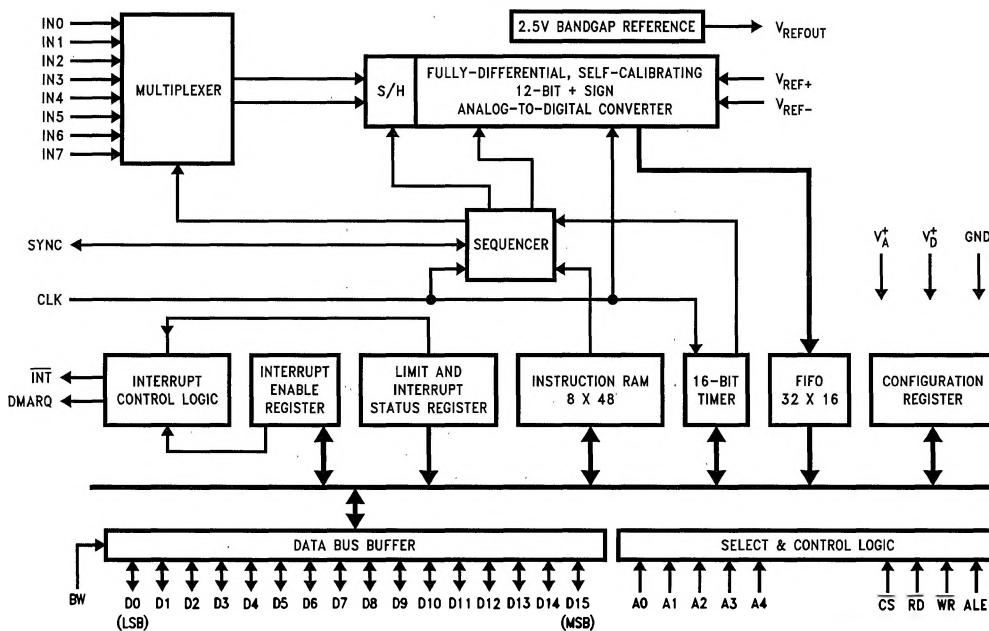 IN0
IN1
IN2
IN3
IN4
IN5
IN6
IN7
MULTIPLEXER
2.5V BANDGAP REFERENCE
VREFOUT
S/H
FULLY-DIFFERENTIAL, SELF-CALIBRATING
12-BIT + SIGN
ANALOG-TO-DIGITAL CONVERTER
VREF+
VREF-
SYNC
SEQUENCER
CLK
V+A
V+D
GND
INT
DMARQ
INTERRUPT
CONTROL LOGIC
INTERRUPT
ENABLE
REGISTER
LIMIT AND
INTERRUPT
STATUS REGISTER
INSTRUCTION RAM
8 X 48
16-BIT
TIMER
FIFO
32 X 16
CONFIGURATION
REGISTER
DATA BUS BUFFER
SELECT & CONTROL LOGIC
BW
D0 D1 D2 D3 D4 D5 D6 D7 D8 D9 D10 D11 D12 D13 D14 D15
(LSB) (MSB)
A0 A1 A2 A3 A4
CS RD WR ALE